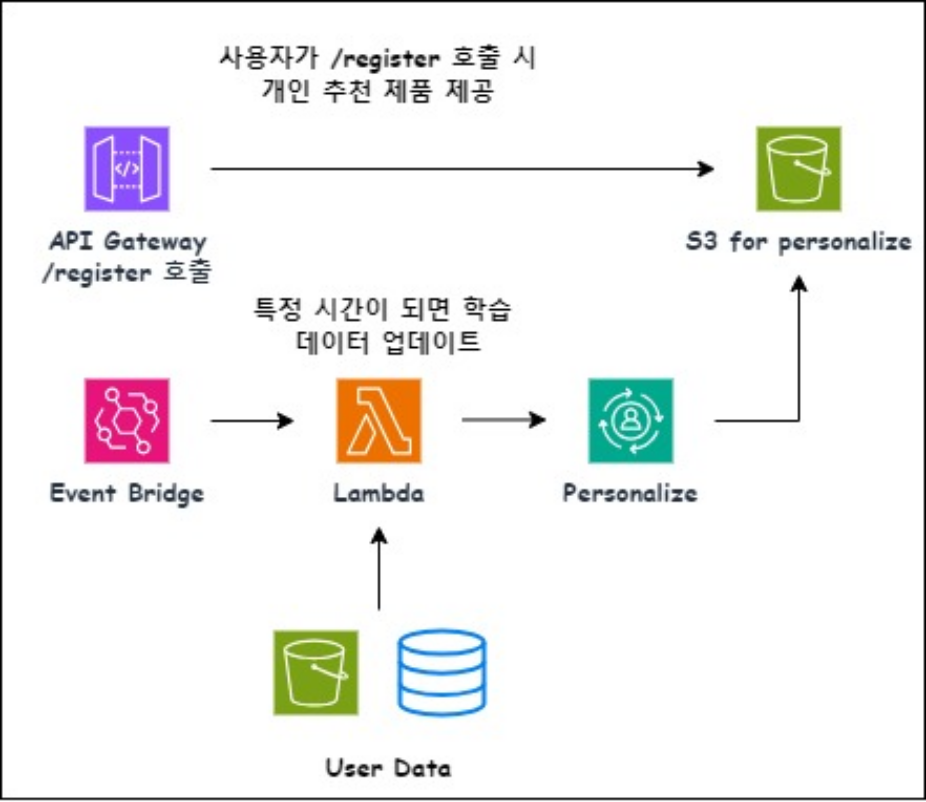 사용자가 /register 호출 시
개인 추천 제품 제공
</>
API Gateway
/register 호출
S3 for personalize
특정 시간이 되면 학습
데이터 업데이트
Event Bridge
Lambda
Personalize
User Data